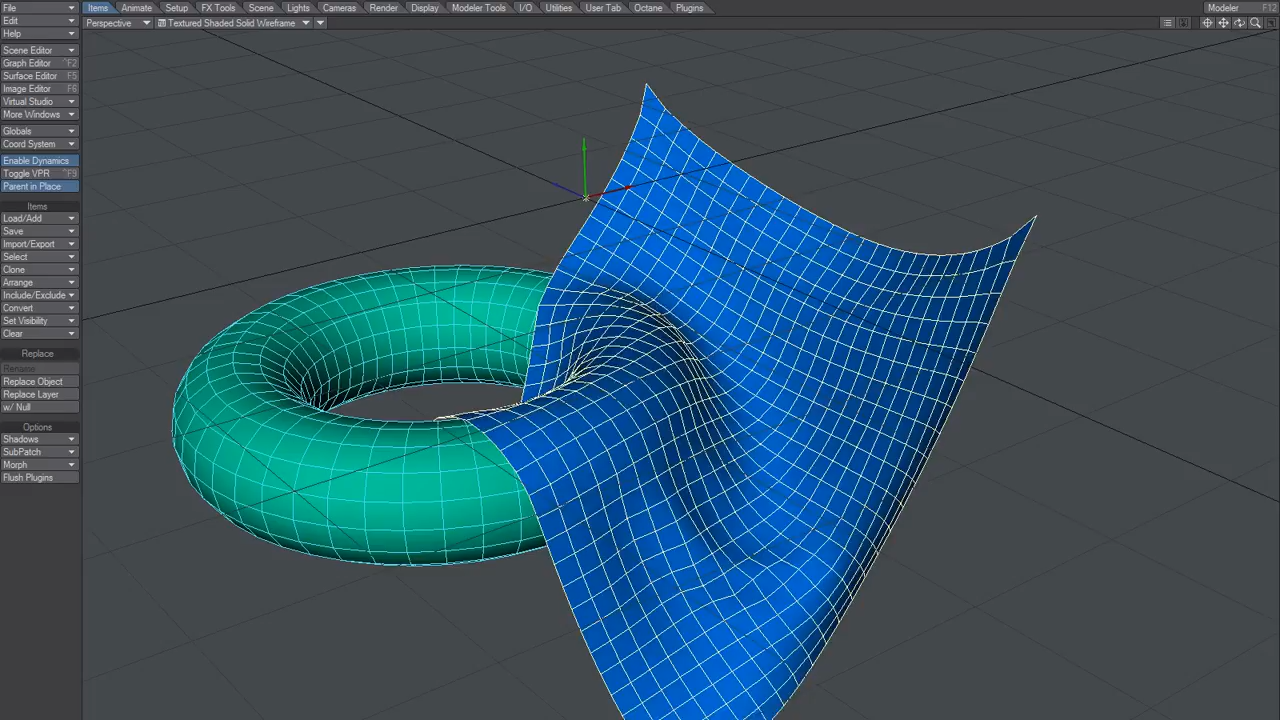 File Items Animate Setup FX Tools Scene Lights Cameras Render Display Modeler Tools I/O Utilities User Tab Octane Plugins Modeler F12
Edit Perspective Textured Shaded Solid Wireframe
Help
Scene Editor
Graph Editor ^F2
Surface Editor F5
Image Editor F6
Virtual Studio
More Windows
Globals
Coord System
Enable Dynamics
Toggle VPR ^F9
Parent in Place
Items
Load/Add
Save
Import/Export
Select
Clone
Arrange
Include/Exclude
Convert
Set Visibility
Clear
Replace
Rename
Replace Object
Replace Layer
w/ Null
Options
Shadows
SubPatch
Morph
Flush Plugins